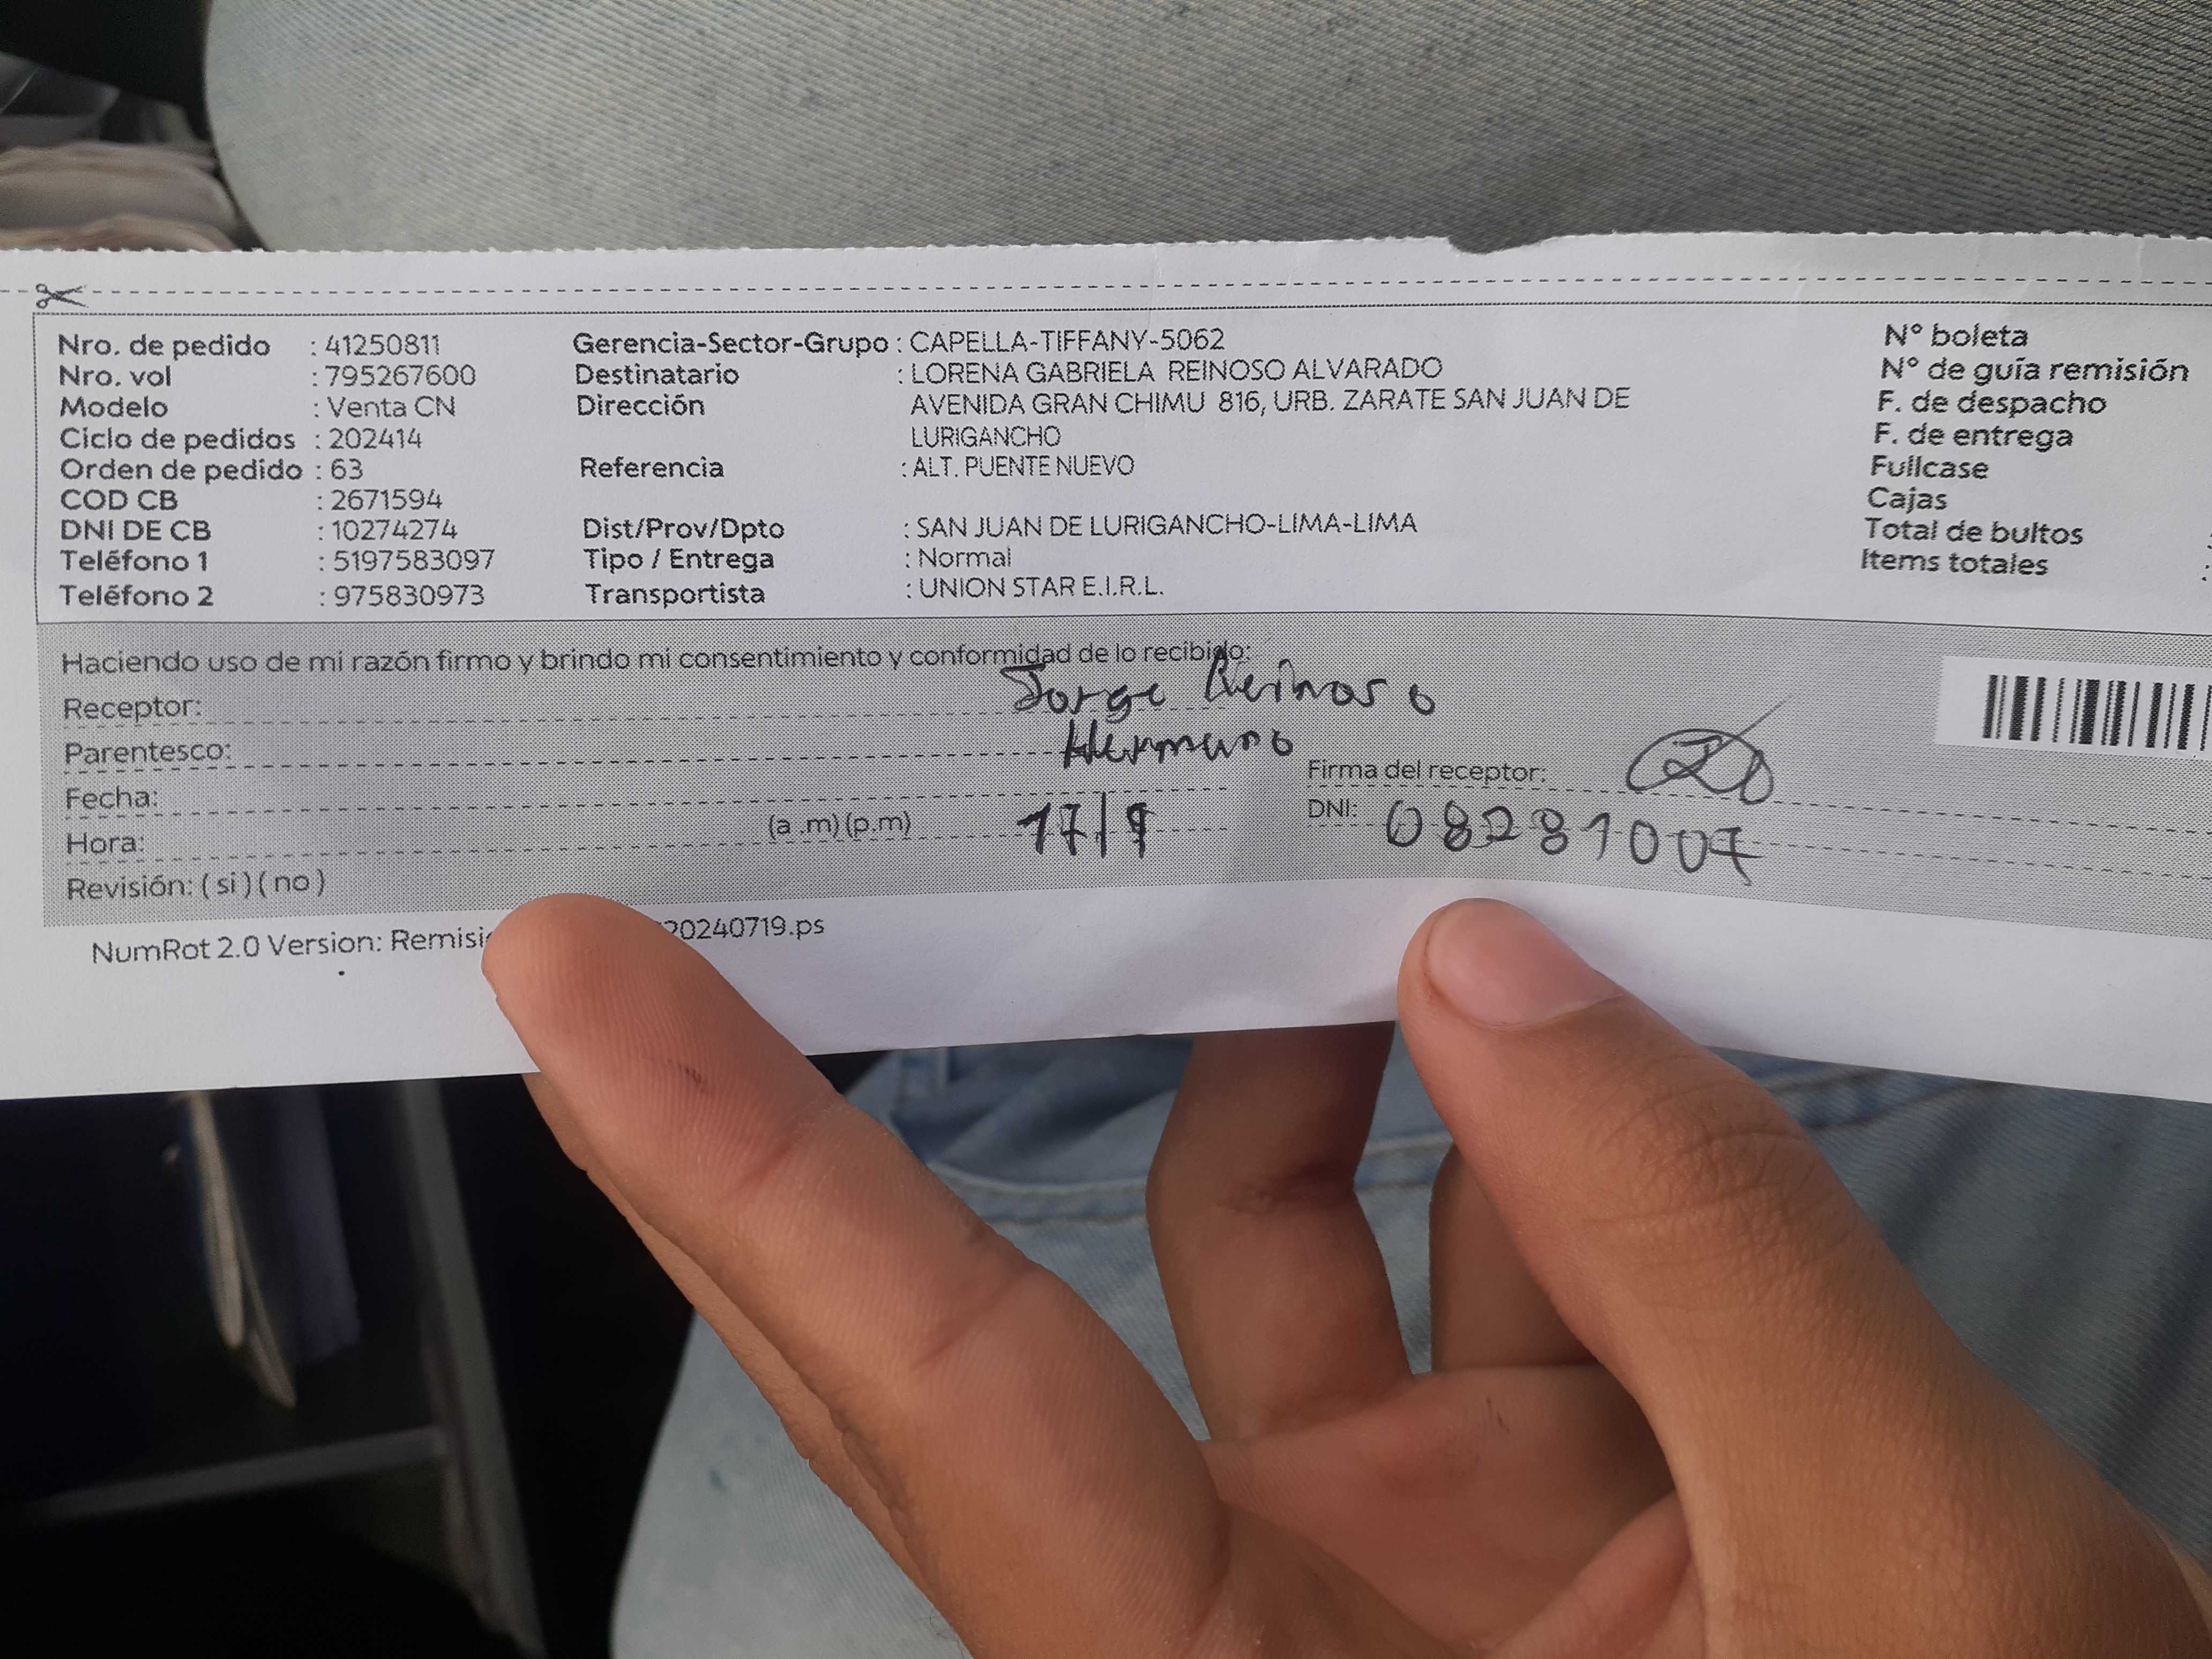 Nro. de pedido : 41250811
Nro. vol : 795267600
Modelo : Venta CN
Ciclo de pedidos : 202414
Orden de pedido : 63
COD CB : 2671594
DNI DE CB : 10274274
Teléfono 1 : 5197583097
Teléfono 2 : 975830973
Gerencia-Sector-Grupo : CAPELLA-TIFFANY-5062
Destinatario : LORENA GABRIELA REINOSO ALVARADO
Dirección AVENIDA GRAN CHIMU 816, URB. ZARATE SAN JUAN DE
LURIGANCHO
Referencia : ALT. PUENTE NUEVO
Dist/Prov/Dpto : SAN JUAN DE LURIGANCHO-LIMA-LIMA
Tipo / Entrega : Normal
Transportista : UNION STAR E.I.R.L.
N° boleta
N° de guía remisión
F. de despacho
F. de entrega
Fullcase
Cajas
Total de bultos
Items totales
Haciendo uso de mi razón firmo y brindo mi consentimiento y conformidad de lo recibido:
Receptor: Jorge Reinoso
Parentesco: Hermano
Fecha:
Hora: (a .m) (p.m) 17/9
Revisión: ( si ) ( no )
Firma del receptor:
DNI: 08281007
NumRot 2.0 Version: 20240719.ps